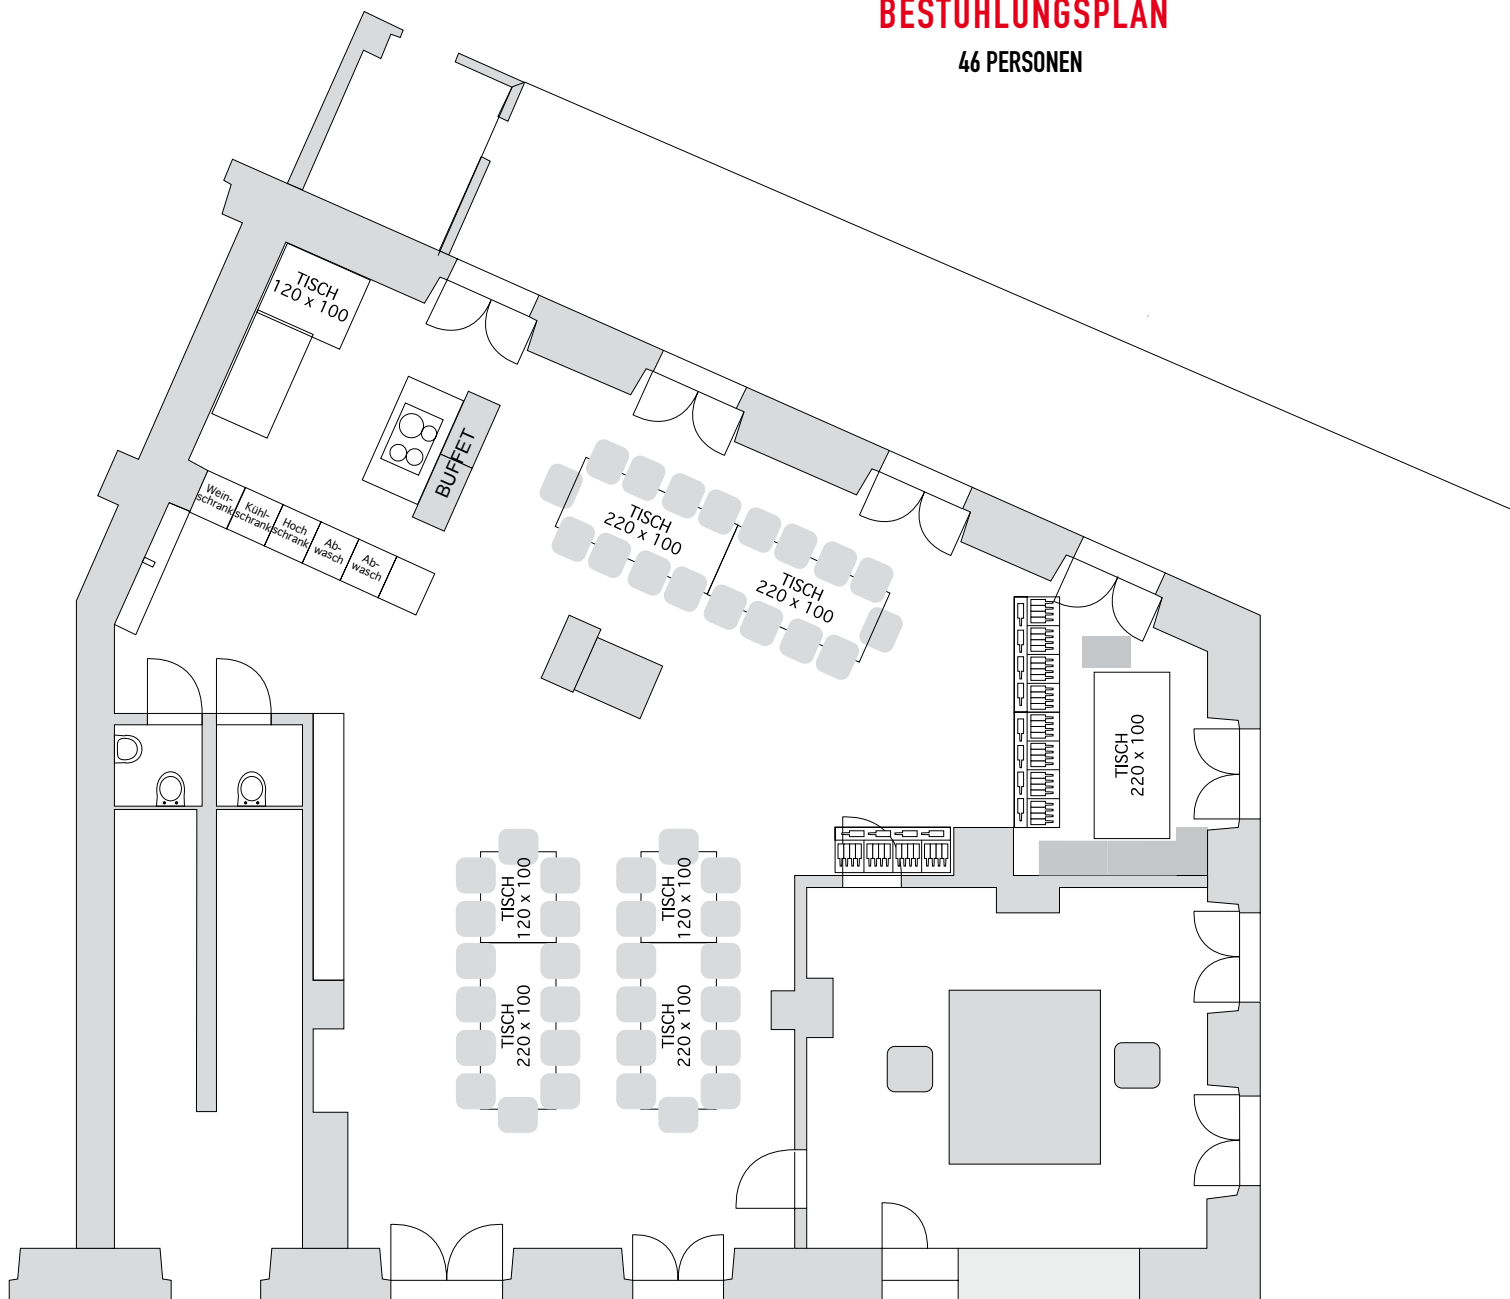 BESTUHLUNGSPLAN
46 PERSONEN
TISCH
120 x 100
BUFFET
Wein-
schrank
Kühl-
schrank
Hoch
schrank
Ab-
wasch
Ab-
wasch
TISCH
220 x 100
TISCH
220 x 100
TISCH
220 x 100
TISCH
120 x 100
TISCH
120 x 100
TISCH
220 x 100
TISCH
220 x 100